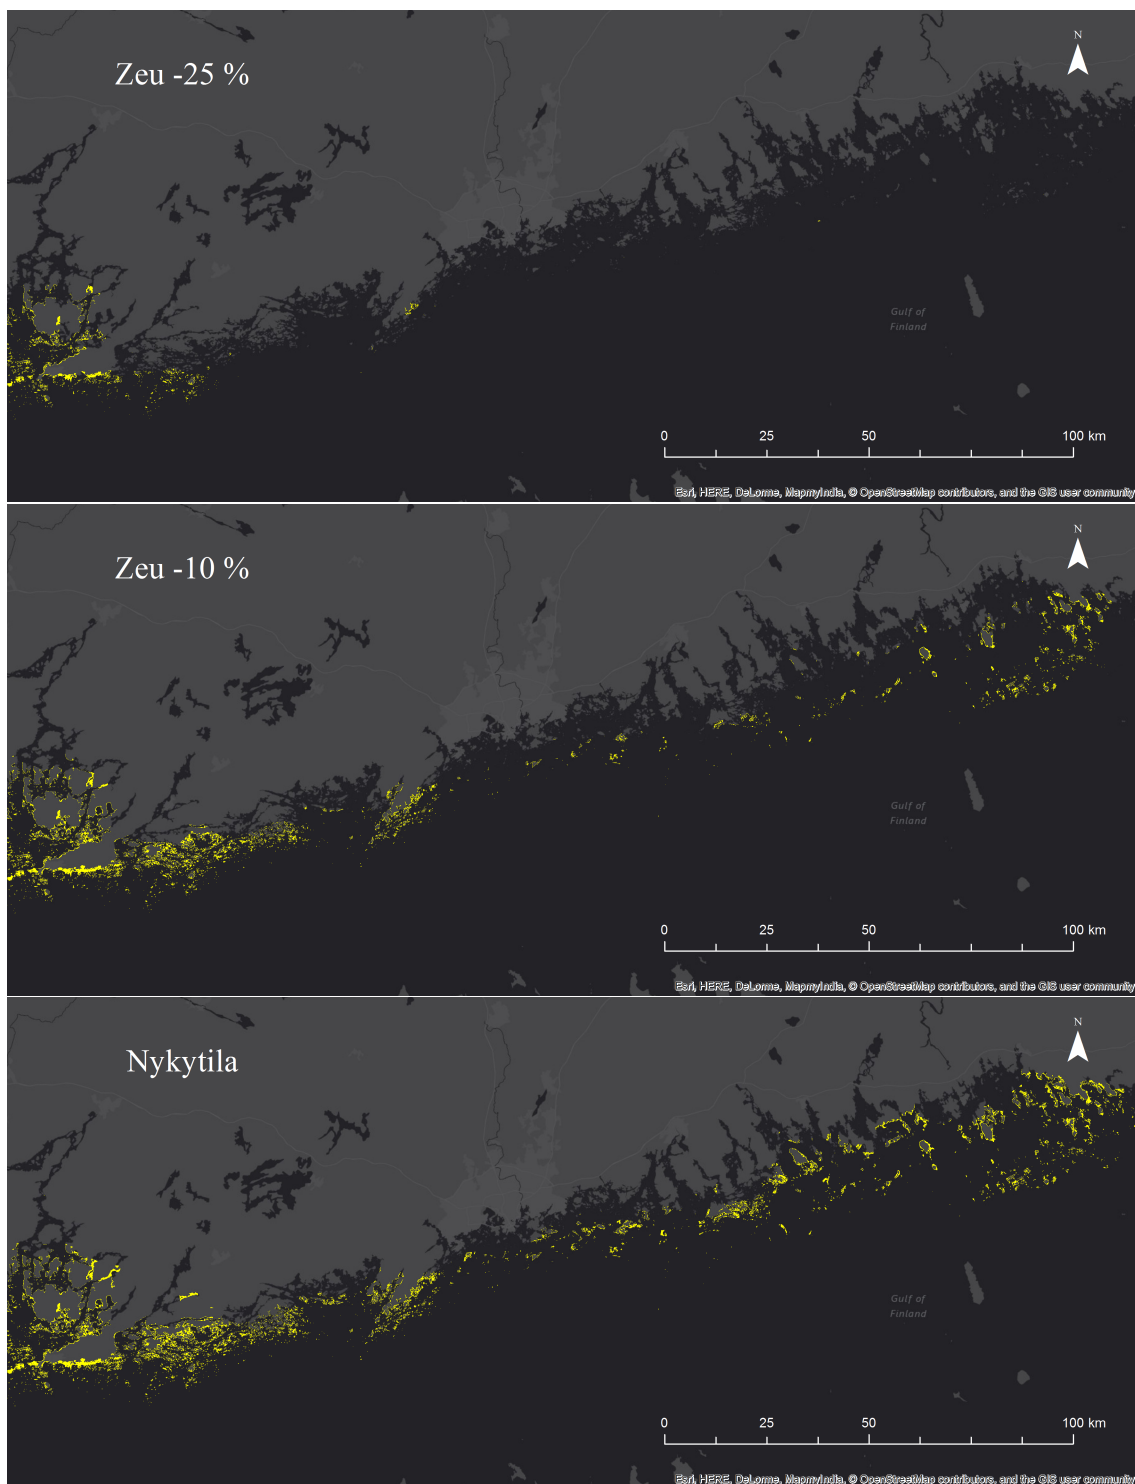 Zeu -25 %
N
Gulf of
Finland
0 25 50 100 km
Esri, HERE, DeLorme, MapmyIndia, © OpenStreetMap contributors, and the GIS user community
Zeu -10 %
N
Gulf of
Finland
0 25 50 100 km
Esri, HERE, DeLorme, MapmyIndia, © OpenStreetMap contributors, and the GIS user community
Nykytila
N
Gulf of
Finland
0 25 50 100 km
Esri, HERE, DeLorme, MapmyIndia, © OpenStreetMap contributors, and the GIS user community